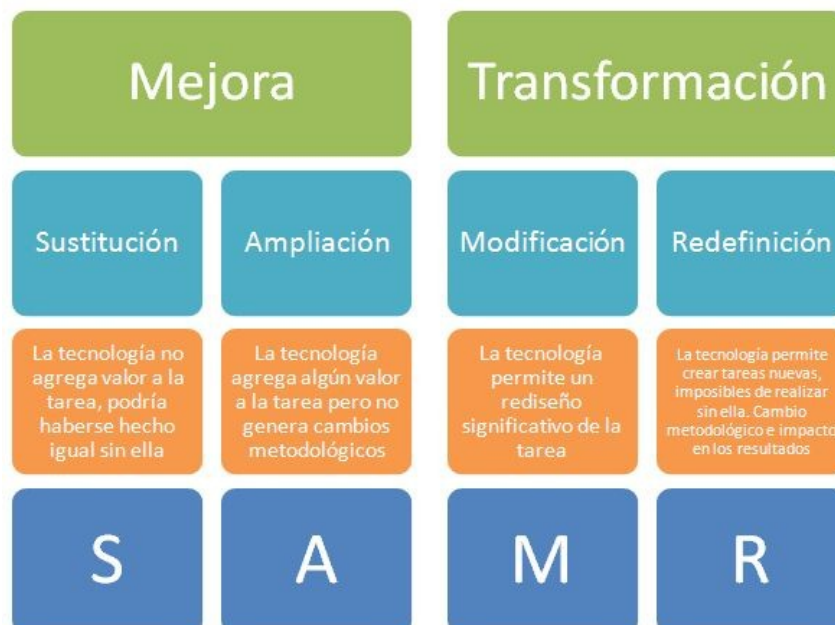 Mejora
Transformación
Sustitución
Ampliación
Modificación
Redefinición
La tecnología no
agrega valor a la
tarea, podría
haberse hecho
igual sin ella
La tecnología
agrega algún valor
a la tarea pero no
genera cambios
metodológicos
La tecnología
permite un
rediseño
significativo de la
tarea
La tecnología permite
crear tareas nuevas,
imposibles de realizar
sin ella. Cambio
metodológico e impacto
en los resultados
S
A
M
R